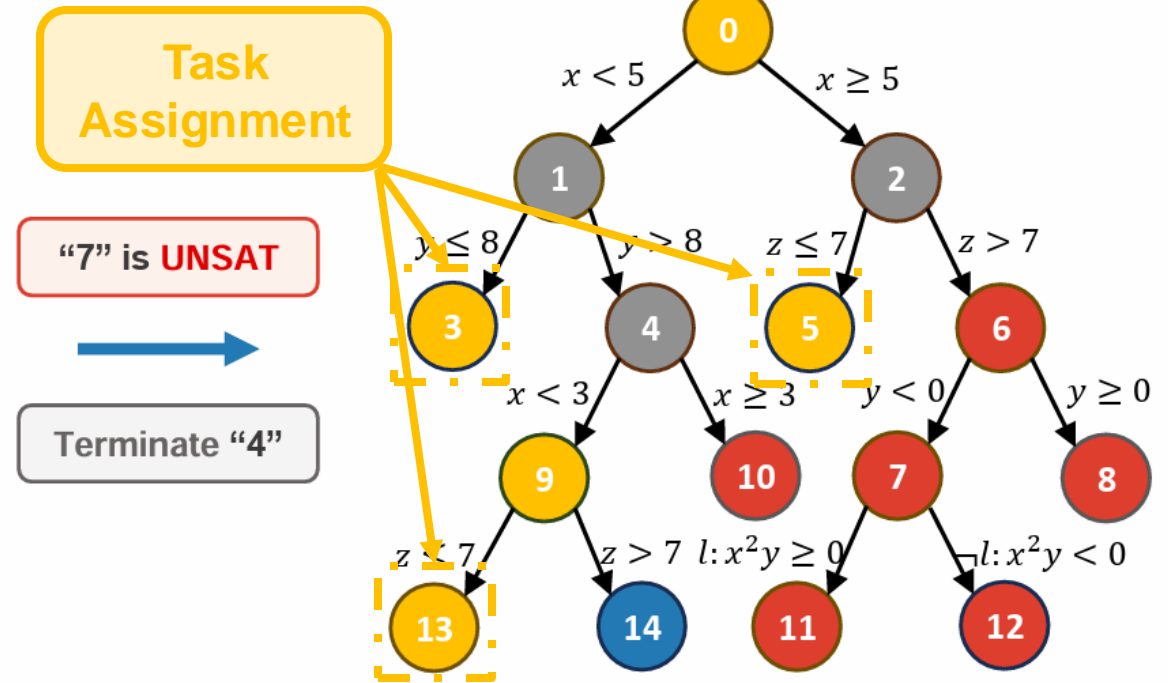 Task
Assignment
0
x < 5
x ≥ 5
1
2
"7" is UNSAT
y ≤ 8
y > 8
z ≤ 7
z > 7
3
4
5
6
Terminate "4"
x < 3
x ≥ 3
y < 0
y ≥ 0
9
10
7
8
z ≤ 7
z > 7
l: x²y ≥ 0
¬l: x²y < 0
13
14
11
12